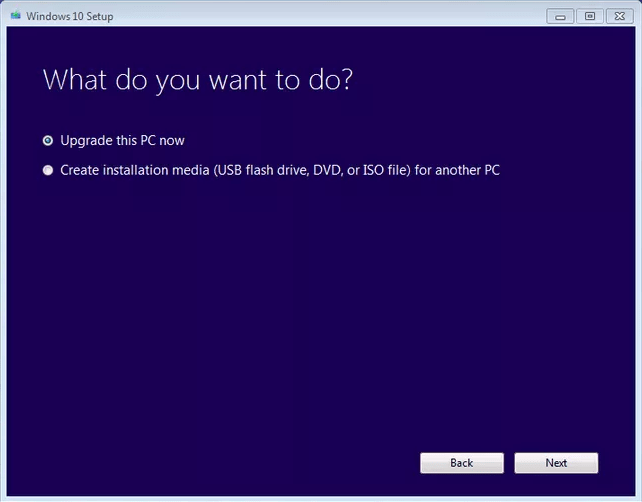 Windows 10 Setup
What do you want to do?
Upgrade this PC now
Create installation media (USB flash drive, DVD, or ISO file) for another PC
Back Next